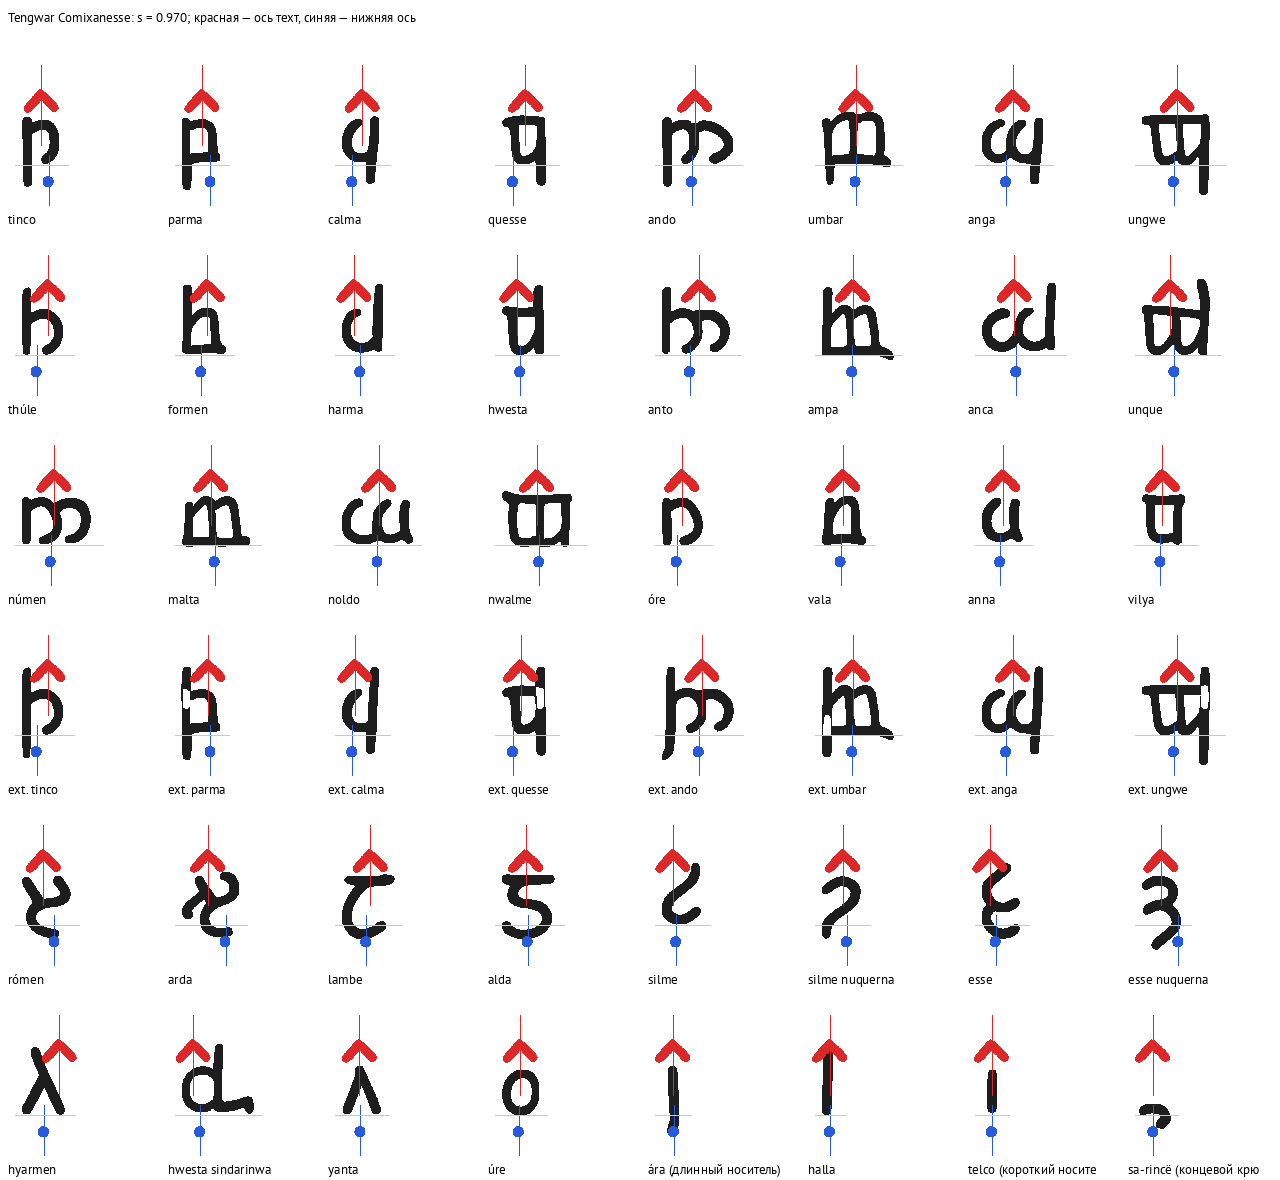 Tengwar Comixanesse: s = 0.970; красная — ось техт, синяя — нижняя ось
tinco parma calma quesse ando umbar anga ungwe
thúle formen harma hwesta anto ampa anca unque
númen malta noldo nwalme óre vala anna vilya
ext. tinco ext. parma ext. calma ext. quesse ext. ando ext. umbar ext. anga ext. ungwe
rómen arda lambe alda silme silme nuquerna esse esse nuquerna
hyarmen hwesta sindarinwa yanta úre ára (длинный носитель) halla telco (короткий носите sa-rincë (концевой крю